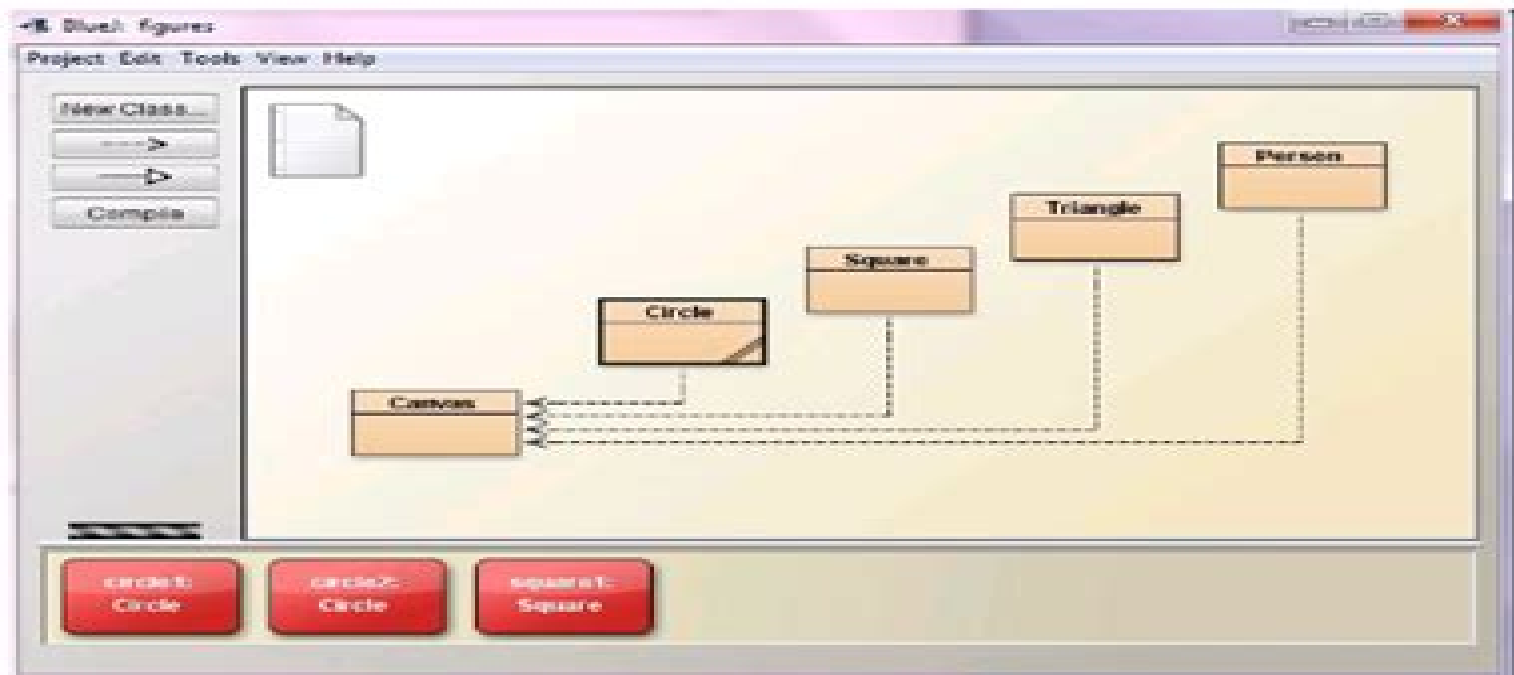 BlueJ: figures
Project Edit Tools View Help
New Class...
Compile
Person
Triangle
Square
Circle
Canvas
circle1:
Circle
circle2:
Circle
square1:
Square